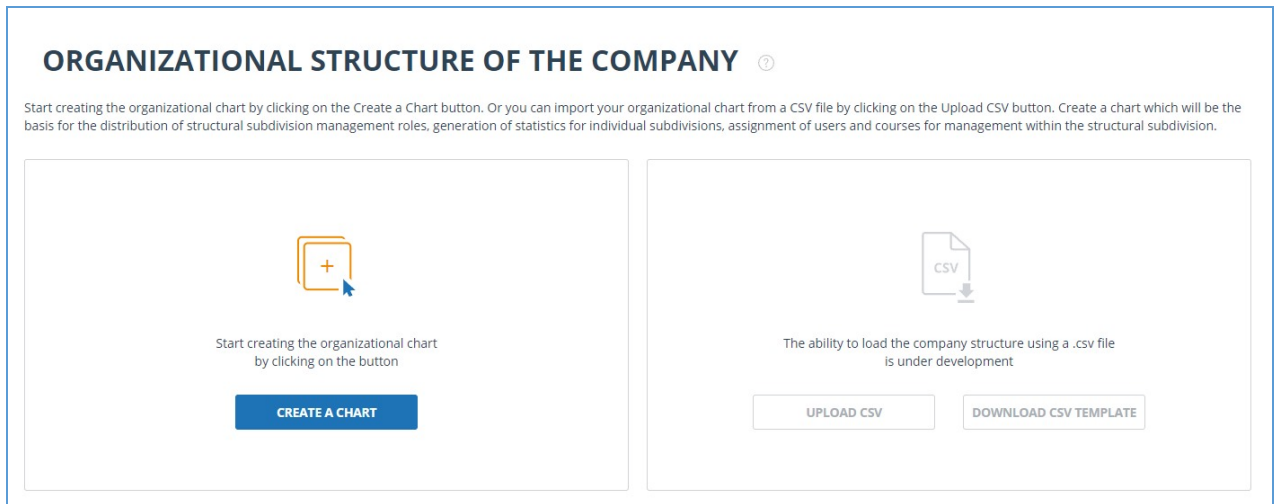 ORGANIZATIONAL STRUCTURE OF THE COMPANY ?
Start creating the organizational chart by clicking on the Create a Chart button. Or you can import your organizational chart from a CSV file by clicking on the Upload CSV button. Create a chart which will be the
basis for the distribution of structural subdivision management roles, generation of statistics for individual subdivisions, assignment of users and courses for management within the structural subdivision.
Start creating the organizational chart
by clicking on the button
CREATE A CHART
CSV
The ability to load the company structure using a .csv file
is under development
UPLOAD CSV
DOWNLOAD CSV TEMPLATE